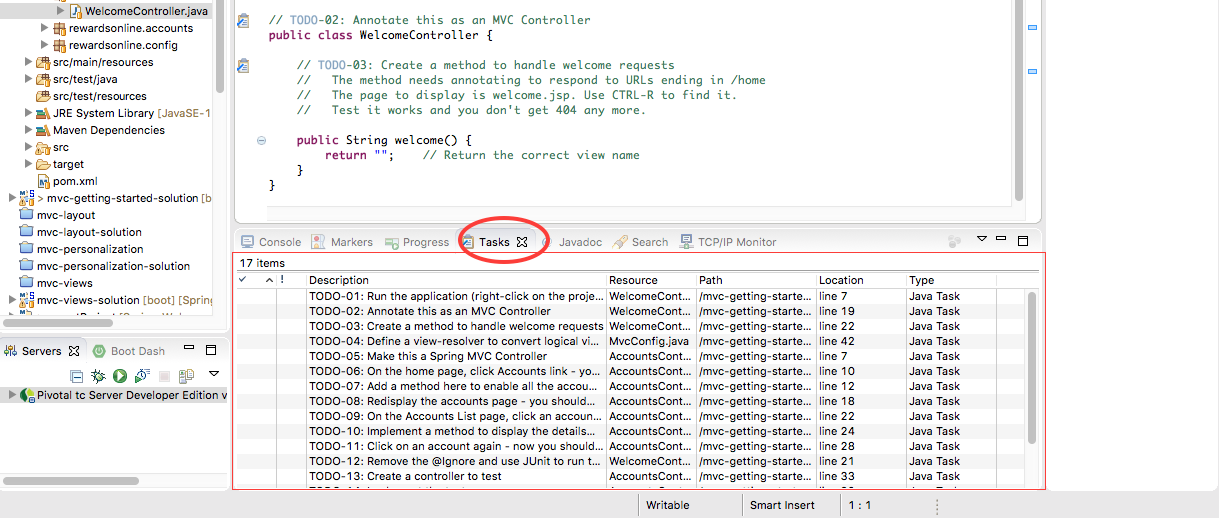 WelcomeController.java
rewardsonline.accounts
rewardsonline.config
src/main/resources
src/test/java
src/test/resources
JRE System Library [JavaSE-1
Maven Dependencies
src
target
pom.xml
> mvc-getting-started-solution [b
mvc-layout
mvc-layout-solution
mvc-personalization
mvc-personalization-solution
mvc-views
mvc-views-solution [boot] [Spring
Servers
Boot Dash
Pivotal tc Server Developer Edition v
// TODO-02: Annotate this as an MVC Controller
public class WelcomeController {
// TODO-03: Create a method to handle welcome requests
// The method needs annotating to respond to URLs ending in /home
// The page to display is welcome.jsp. Use CTRL-R to find it.
// Test it works and you don't get 404 any more.
public String welcome() {
return ""; // Return the correct view name
}
}
Console Markers Progress Tasks Javadoc Search TCP/IP Monitor
17 items
! Description Resource Path Location Type
TODO-01: Run the application (right-click on the proje... WelcomeCont... /mvc-getting-starte... line 7 Java Task
TODO-02: Annotate this as an MVC Controller WelcomeCont... /mvc-getting-starte... line 19 Java Task
TODO-03: Create a method to handle welcome requests WelcomeCont... /mvc-getting-starte... line 22 Java Task
TODO-04: Define a view-resolver to convert logical vi... MvcConfig.java /mvc-getting-starte... line 42 Java Task
TODO-05: Make this a Spring MVC Controller AccountsCont... /mvc-getting-starte... line 7 Java Task
TODO-06: On the home page, click Accounts link - yo... AccountsCont... /mvc-getting-starte... line 10 Java Task
TODO-07: Add a method here to enable all the accou... AccountsCont... /mvc-getting-starte... line 12 Java Task
TODO-08: Redisplay the accounts page - you should... AccountsCont... /mvc-getting-starte... line 18 Java Task
TODO-09: On the Accounts List page, click an accoun... AccountsCont... /mvc-getting-starte... line 22 Java Task
TODO-10: Implement a method to display the details... AccountsCont... /mvc-getting-starte... line 24 Java Task
TODO-11: Click on an account again - now you should... AccountsCont... /mvc-getting-starte... line 28 Java Task
TODO-12: Remove the @Ignore and use JUnit to run t... WelcomeCont... /mvc-getting-starte... line 21 Java Task
TODO-13: Create a controller to test AccountsCont... /mvc-getting-starte... line 33 Java Task
Writable Smart Insert 1 : 1